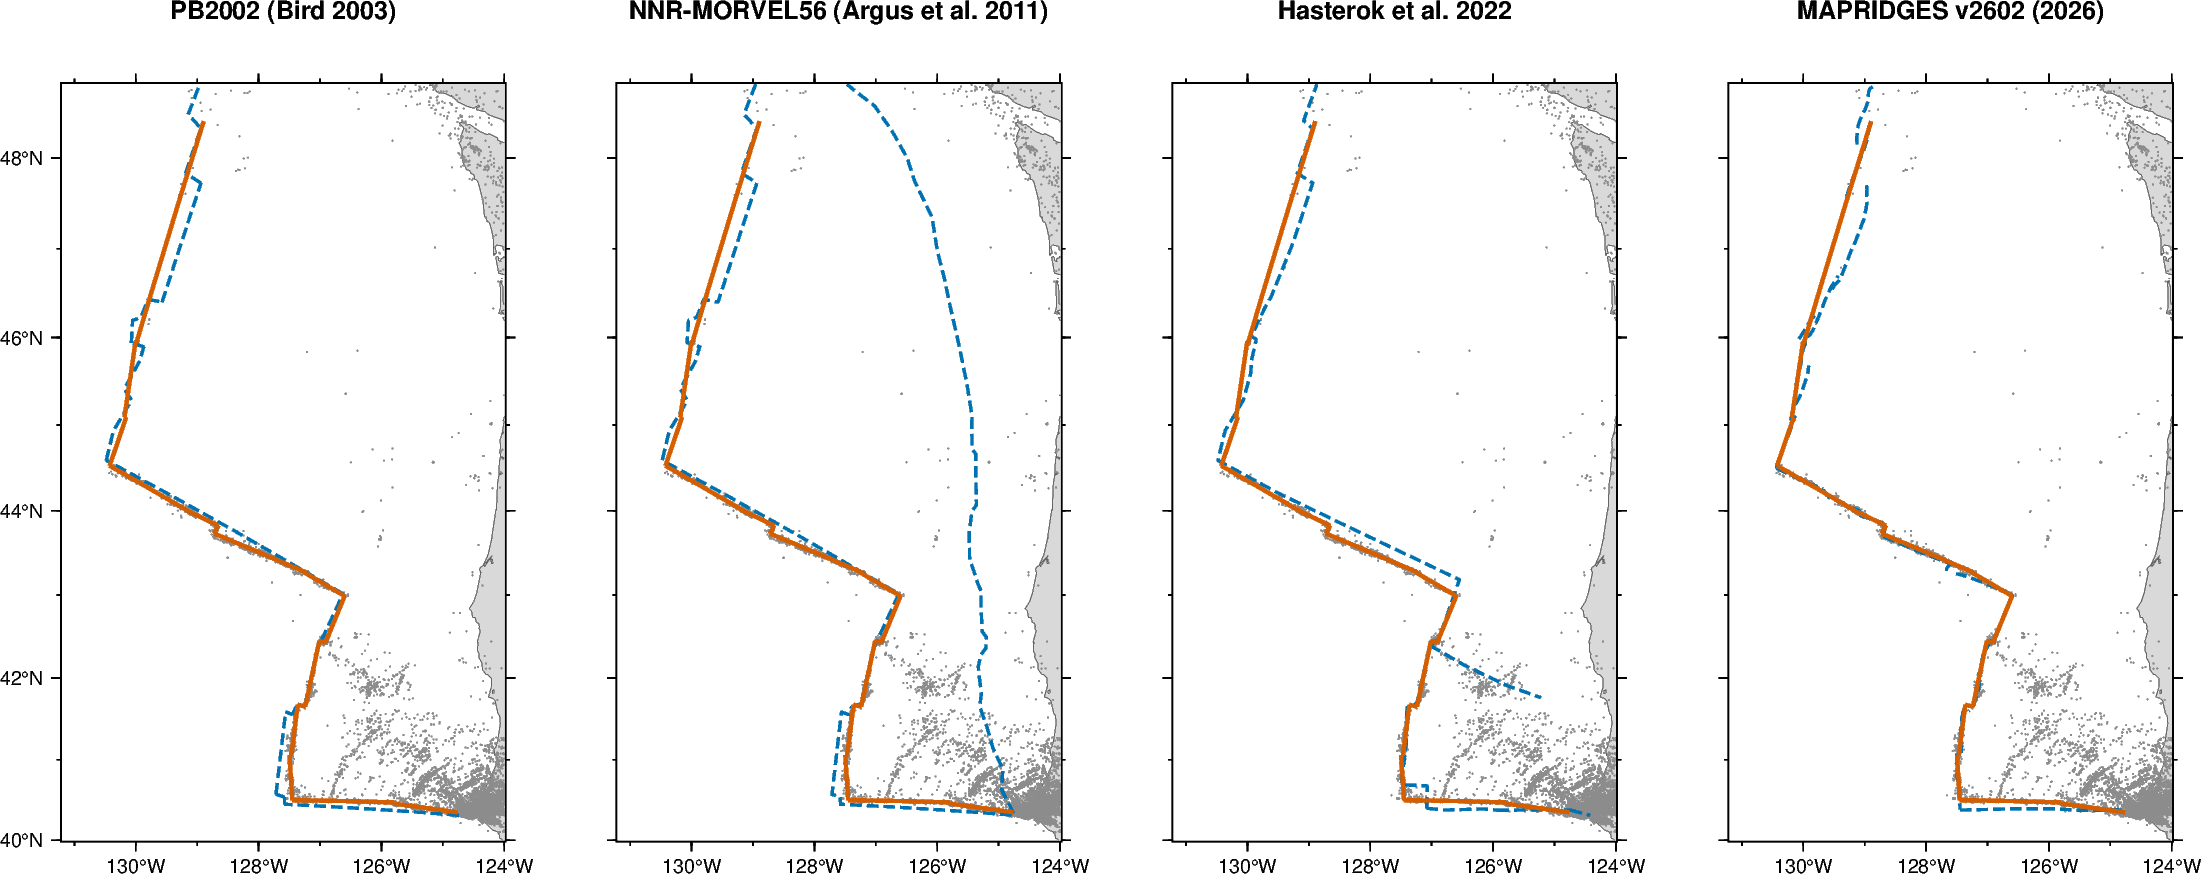 PB2002 (Bird 2003)
NNR-MORVEL56 (Argus et al. 2011)
Hasterok et al. 2022
MAPRIDGES v2602 (2026)
48°N
46°N
44°N
42°N
40°N
130°W 128°W 126°W 124°W
130°W 128°W 126°W 124°W
130°W 128°W 126°W 124°W
130°W 128°W 126°W 124°W